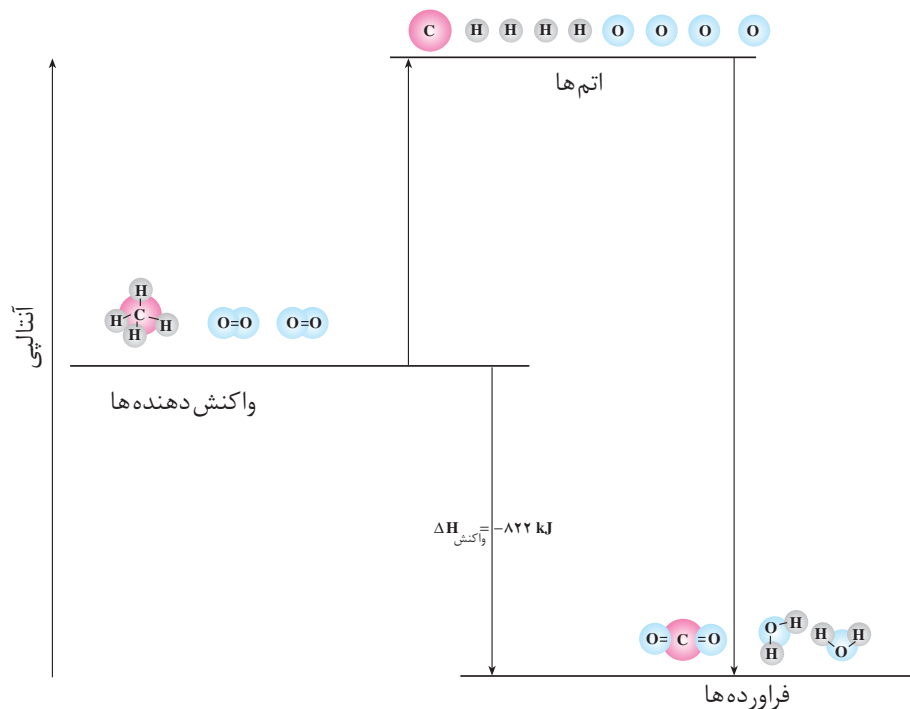 C H H H H O O O O
اتم‌ها
آنتالپی
H
H C H
H
O=O O=O
واکنش‌دهنده‌ها
ΔH واکنش = −۸۲۲ kJ
O=C=O
O H
H
H H
O
فراورده‌ها